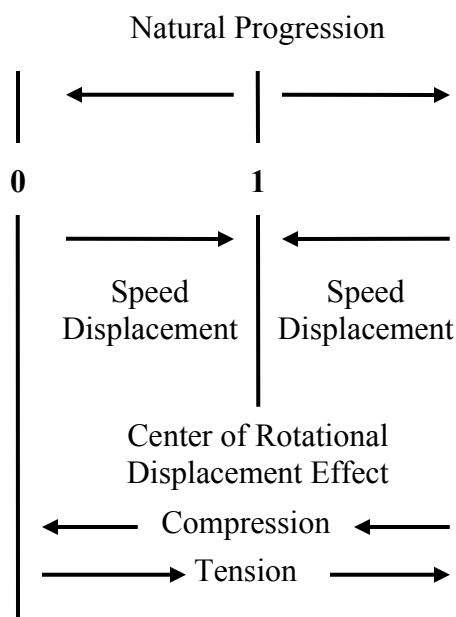 Natural Progression
0 1
Speed Speed
Displacement Displacement
Center of Rotational
Displacement Effect
Compression
Tension